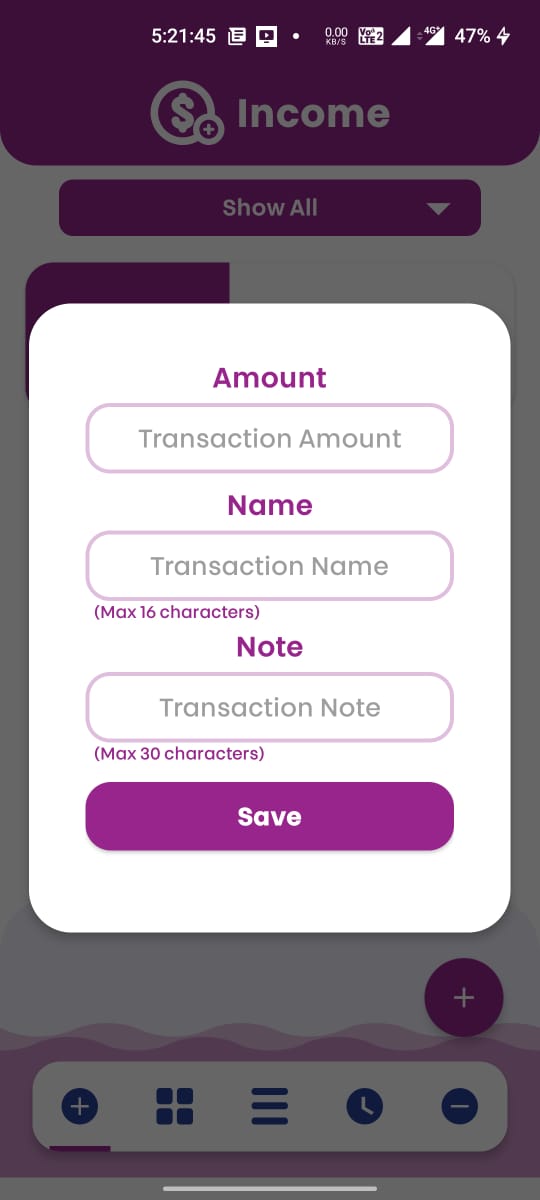 5:21:45 0.00 KB/S Vo LTE 2 4G+ 47%
Income
Show All
Amount
Transaction Amount
Name
Transaction Name
(Max 16 characters)
Note
Transaction Note
(Max 30 characters)
Save